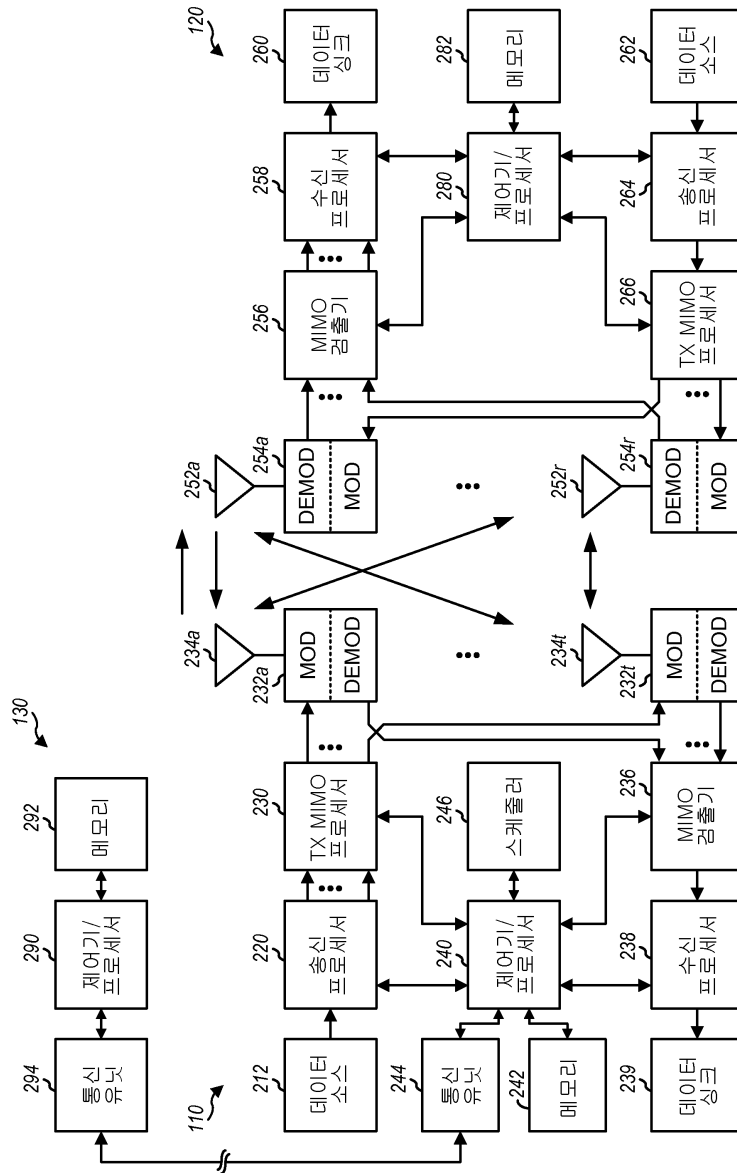 130
294
통신
유닛
290
제어기/
프로세서
292
메모리
110
120
212
데이터
소스
220
송신
프로세서
230
TX MIMO
프로세서
232a
MOD
DEMOD
234a
252a
254a
DEMOD
MOD
256
MIMO
검출기
258
수신
프로세서
260
데이터
싱크
244
통신
유닛
242
메모리
240
제어기/
프로세서
246
스케줄러
280
제어기/
프로세서
282
메모리
239
데이터
싱크
238
수신
프로세서
236
MIMO
검출기
232t
MOD
DEMOD
234t
252r
254r
DEMOD
MOD
266
TX MIMO
프로세서
264
송신
프로세서
262
데이터
소스